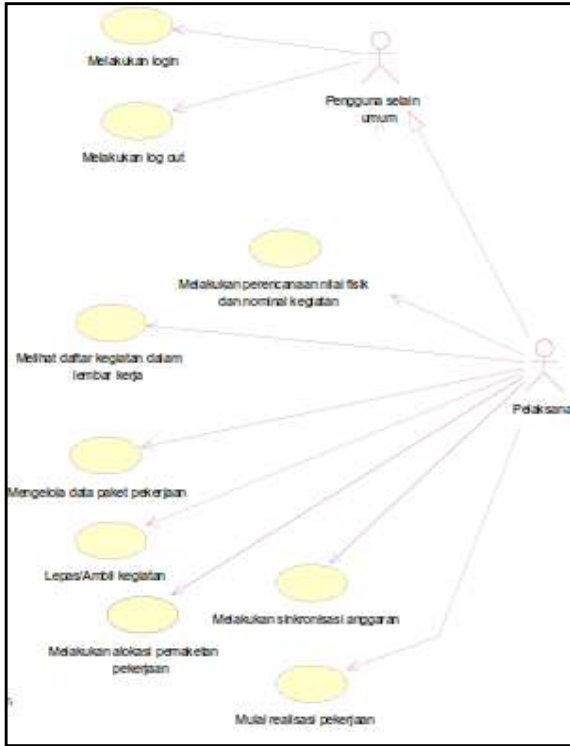 Melakukan login
Pengguna selain
umum
Melakukan log out
Melakukan perencanaan nilai fisik
dan nominal kegiatan
Melihat daftar kegiatan dalam
lembar kerja
Pelaksana
Mengelola data paket pekerjaan
Lepas/Ambil kegiatan
Melakukan sinkronisasi anggaran
Melakukan alokasi pemaketan
pekerjaan
Mulai realisasi pekerjaan